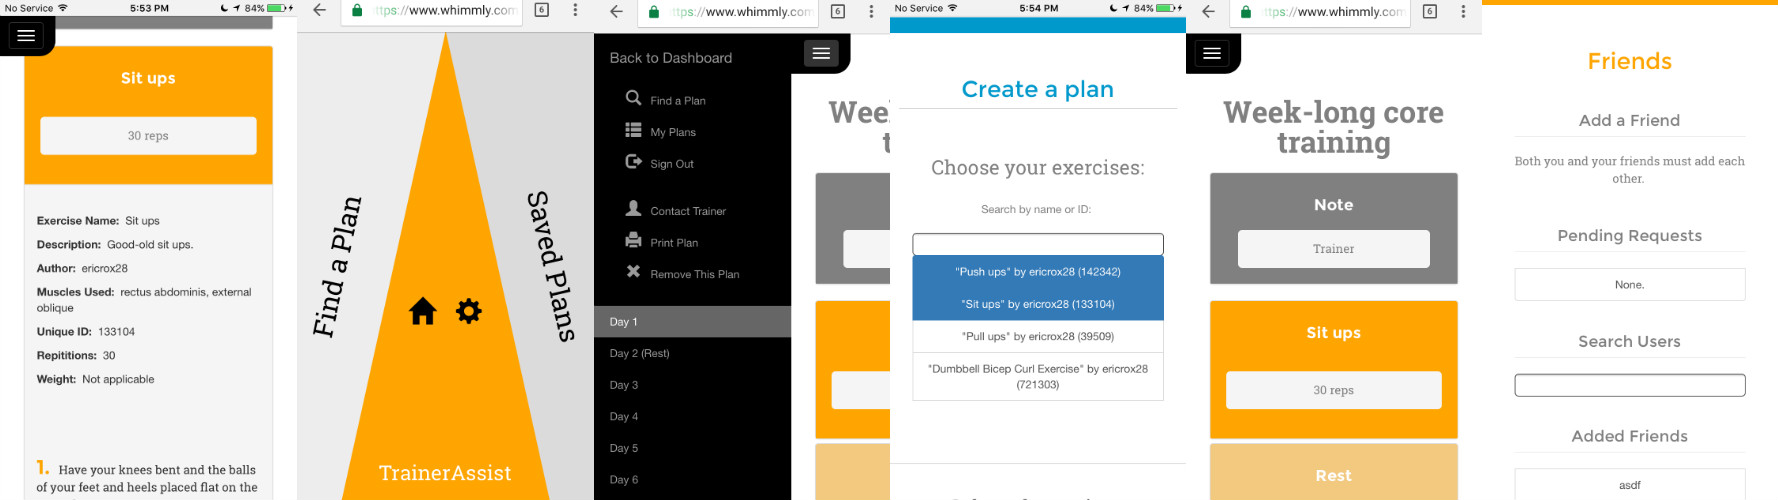 No Service 5:53 PM 84%
Sit ups
30 reps
Exercise Name: Sit ups
Description: Good-old sit ups.
Author: ericrox28
Muscles Used: rectus abdominis, external
oblique
Unique ID: 133104
Repititions: 30
Weight: Not applicable
1. Have your knees bent and the balls
of your feet and heels placed flat on the
ttps://www.whimmly.com
6
Find a Plan
Saved Plans
TrainerAssist
ttps://www.whimmly.com
6
Back to Dashboard
Find a Plan
My Plans
Sign Out
Contact Trainer
Print Plan
Remove This Plan
Day 1
Day 2 (Rest)
Day 3
Day 4
Day 5
Day 6
Wee
t
No Service 5:54 PM 84%
Create a plan
Choose your exercises:
Search by name or ID:
"Push ups" by ericrox28 (142342)
"Sit ups" by ericrox28 (133104)
"Pull ups" by ericrox28 (39509)
"Dumbbell Bicep Curl Exercise" by ericrox28
(721303)
ttps://www.whimmly.com
6
Week-long core
training
Note
Trainer
Sit ups
30 reps
Rest
Friends
Add a Friend
Both you and your friends must add each
other.
Pending Requests
None.
Search Users
Added Friends
asdf